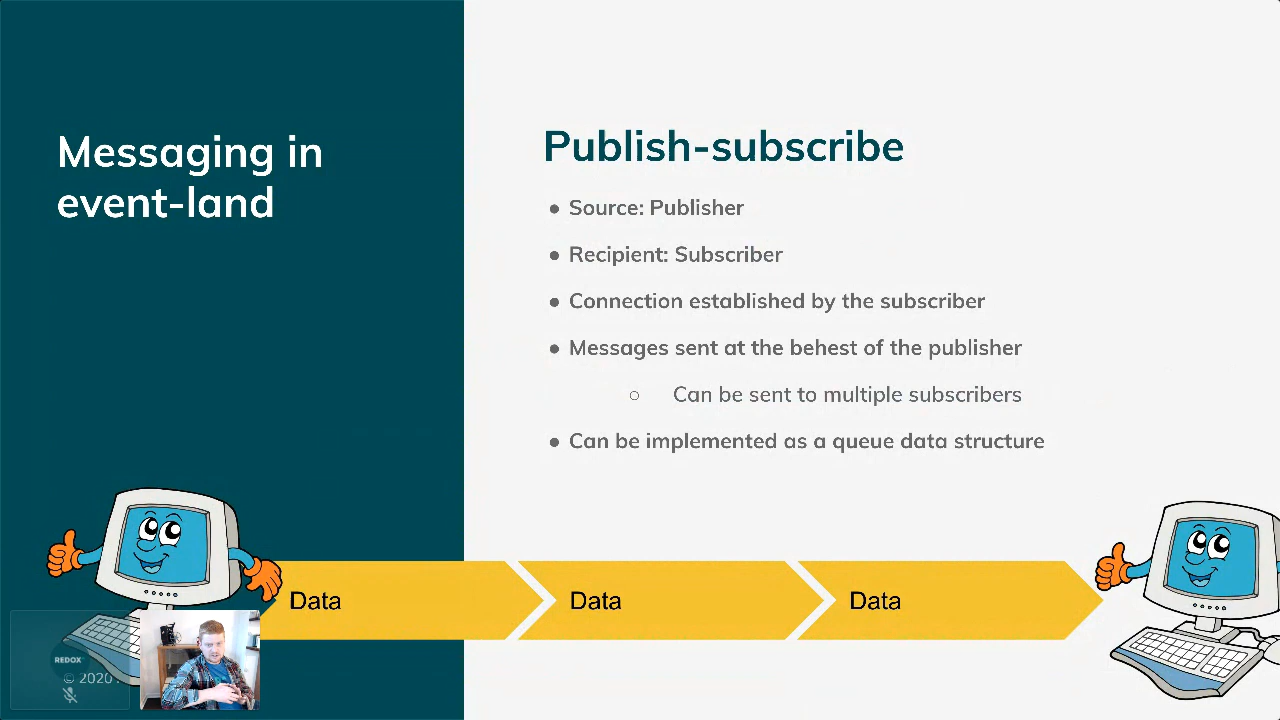 Messaging in
event-land
Publish-subscribe
● Source: Publisher
● Recipient: Subscriber
● Connection established by the subscriber
● Messages sent at the behest of the publisher
○ Can be sent to multiple subscribers
● Can be implemented as a queue data structure
Data
Data
Data
REDOX
© 2020